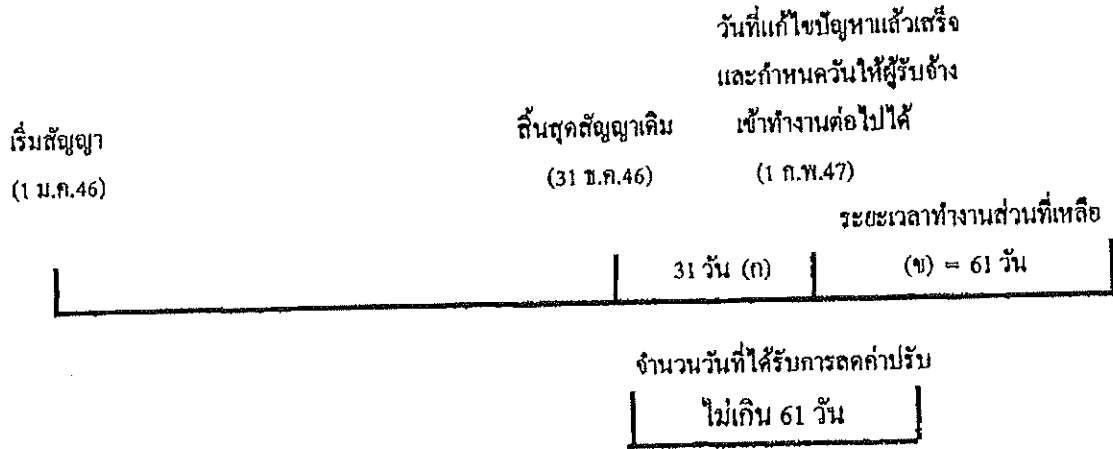 วันที่แก้ไขปัญหาแล้วเสร็จ
และกำหนดวันให้ผู้รับจ้าง
เริ่มสัญญา
สิ้นสุดสัญญาเดิม
เข้าทำงานต่อไปได้
(1 ม.ค.46)
(31 ธ.ค.46)
(1 ก.พ.47)
ระยะเวลาทำงานส่วนที่เหลือ
31 วัน (ก)
(ข) = 61 วัน
จำนวนวันที่ได้รับการลดค่าปรับ
ไม่เกิน 61 วัน